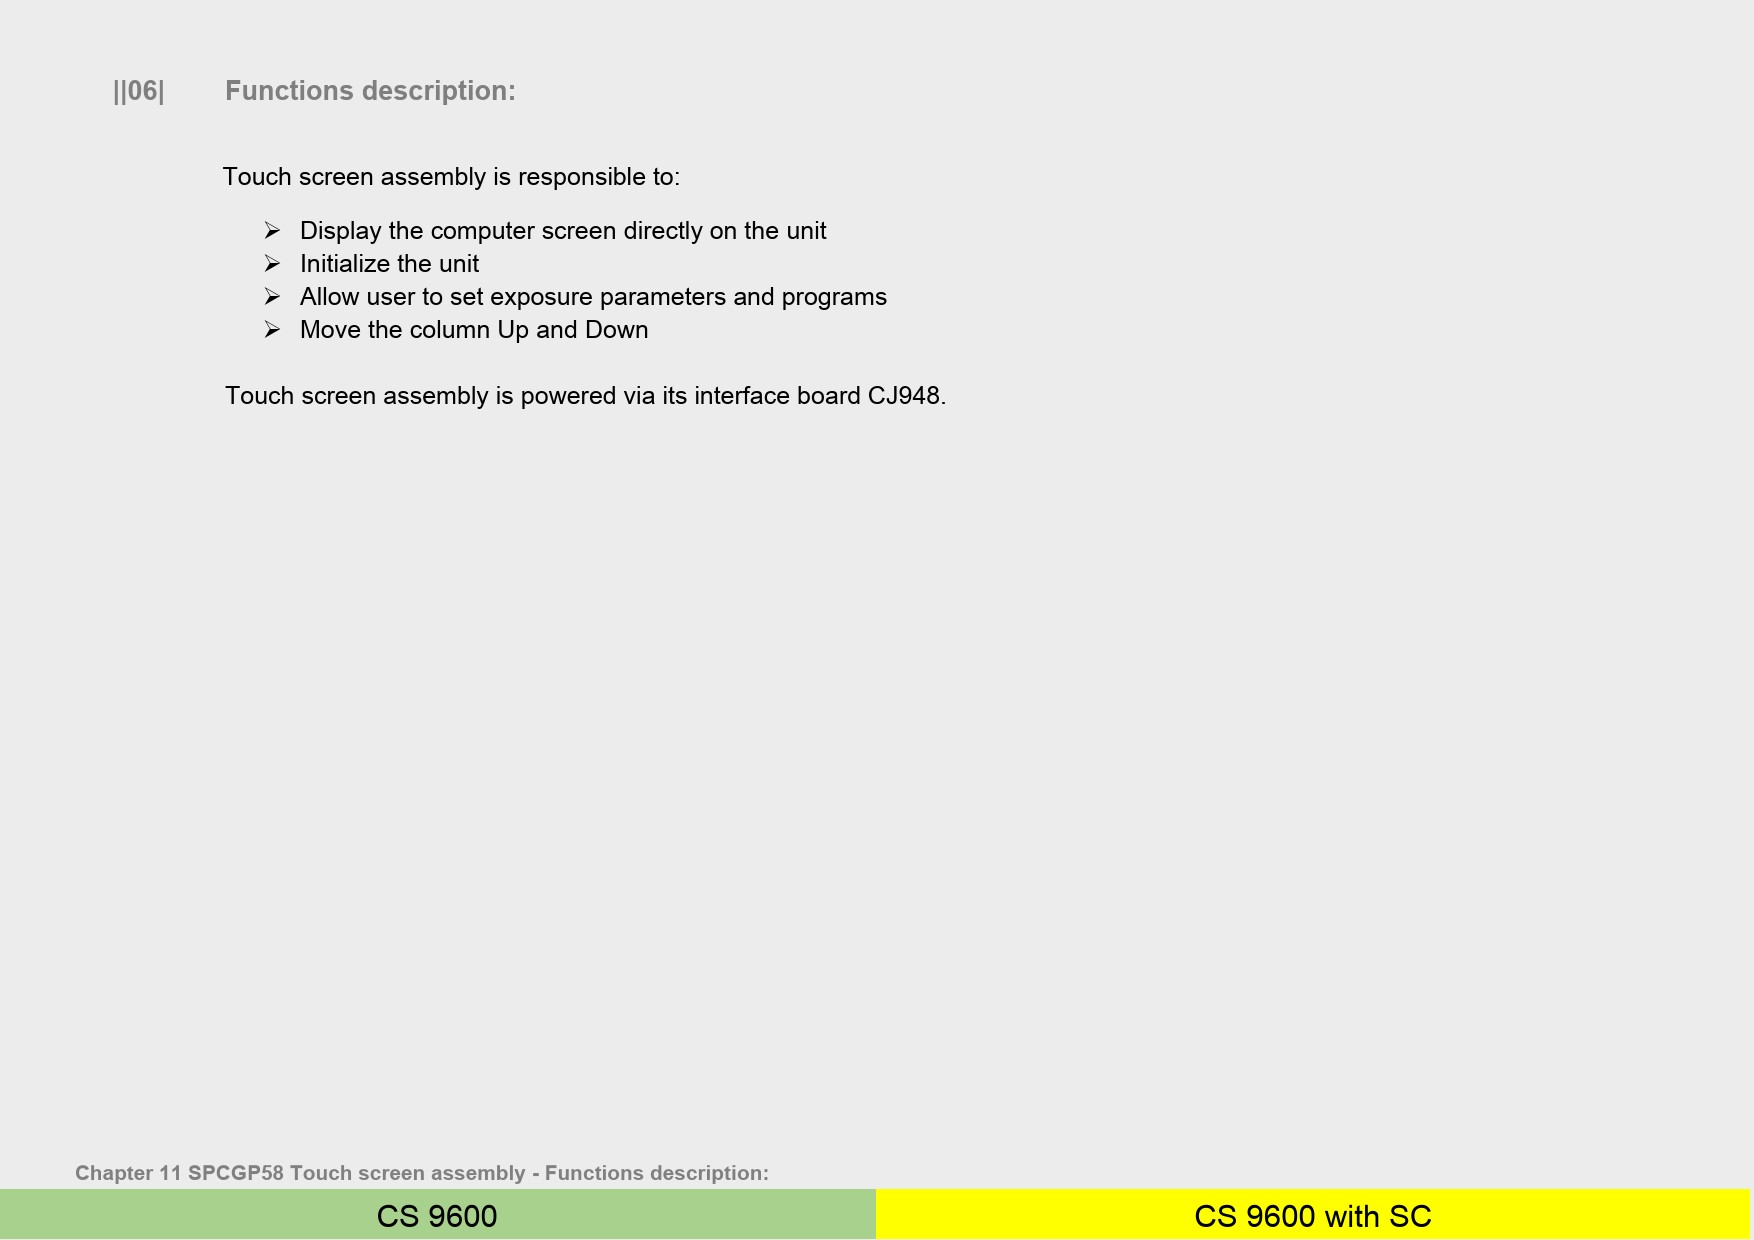 ||06| Functions description:
Touch screen assembly is responsible to:
➢ Display the computer screen directly on the unit
➢ Initialize the unit
➢ Allow user to set exposure parameters and programs
➢ Move the column Up and Down
Touch screen assembly is powered via its interface board CJ948.
Chapter 11 SPCGP58 Touch screen assembly - Functions description:
CS 9600 CS 9600 with SC